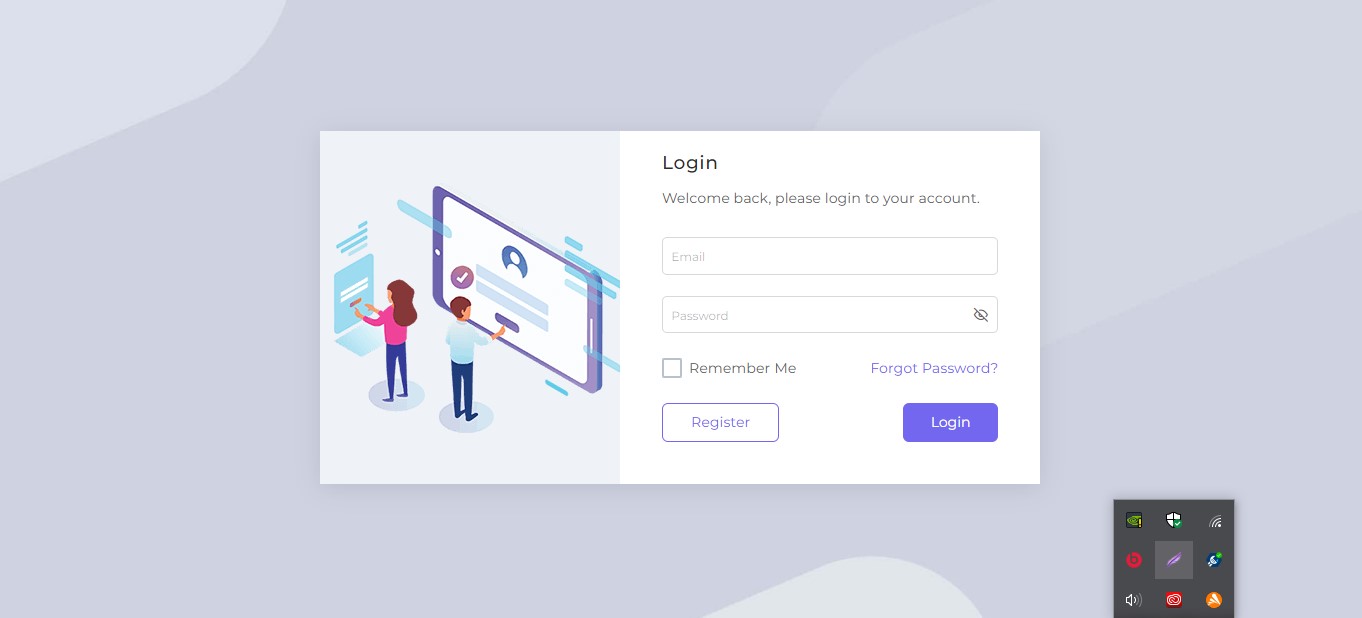 Login
Welcome back, please login to your account.
Email
Password
Remember Me
Forgot Password?
Register
Login